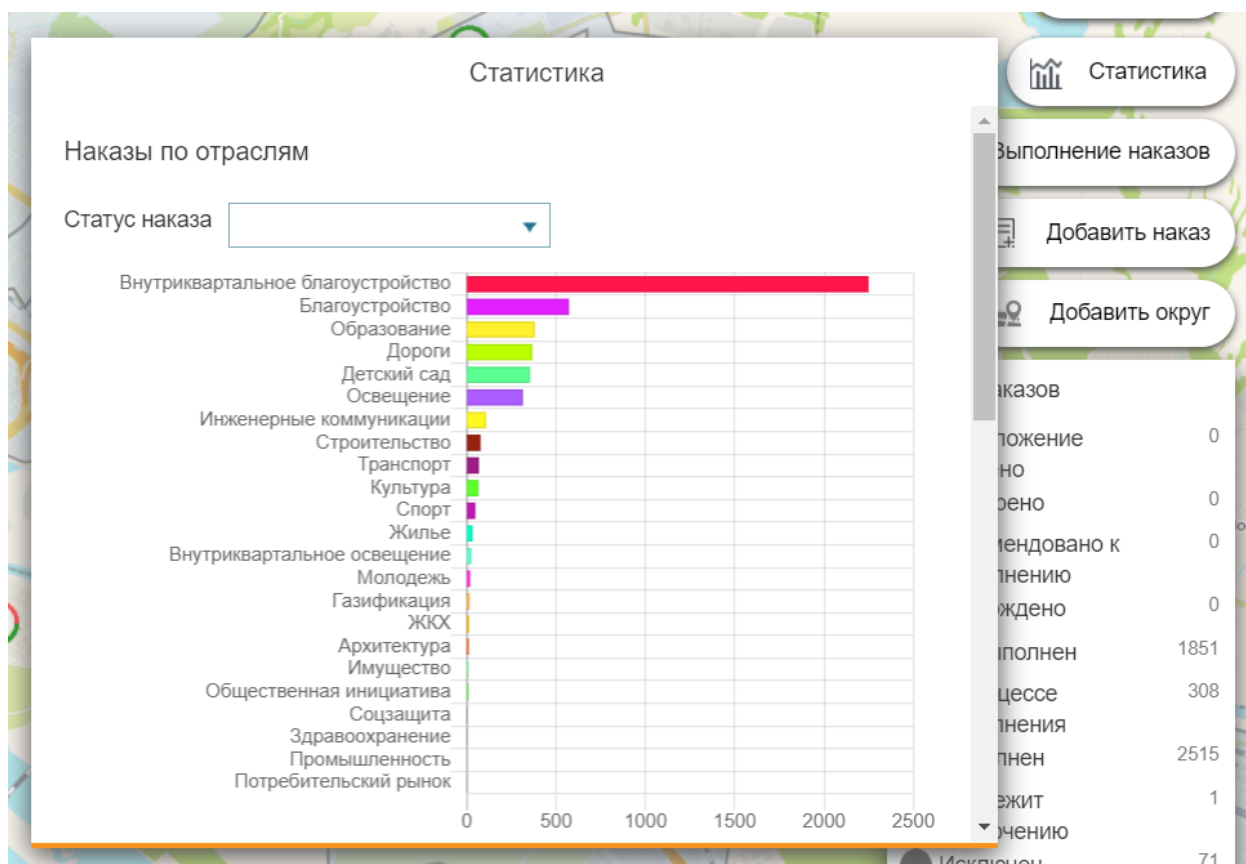 Статистика
Наказы по отраслям
Статус наказа
Внутриквартальное благоустройство
Благоустройство
Образование
Дороги
Детский сад
Освещение
Инженерные коммуникации
Строительство
Транспорт
Культура
Спорт
Жилье
Внутриквартальное освещение
Молодежь
Газификация
ЖКХ
Архитектура
Имущество
Общественная инициатива
Соцзащита
Здравоохранение
Промышленность
Потребительский рынок
0 500 1000 1500 2000 2500
Статистика
Выполнение наказов
Добавить наказ
Добавить округ
0
0
0
0
1851
308
2515
1
Исключен 71